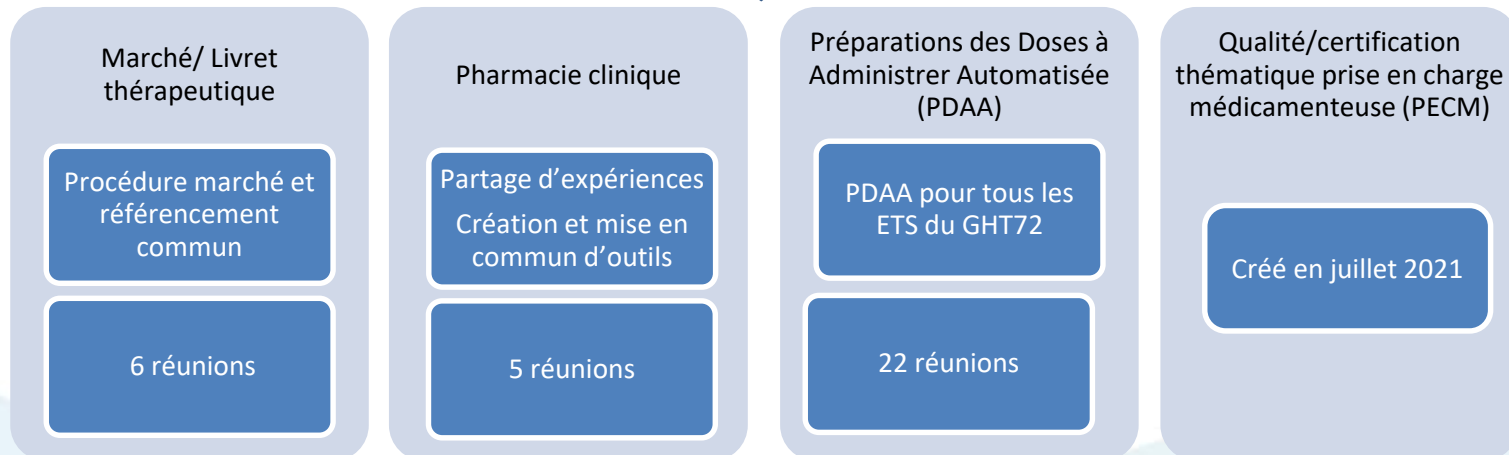 Marché/ Livret
thérapeutique
Procédure marché et
référencement
commun
6 réunions
Pharmacie clinique
Partage d’expériences
Création et mise en
commun d’outils
5 réunions
Préparations des Doses à
Administrer Automatisée
(PDAA)
PDAA pour tous les
ETS du GHT72
22 réunions
Qualité/certification
thématique prise en charge
médicamenteuse (PECM)
Créé en juillet 2021